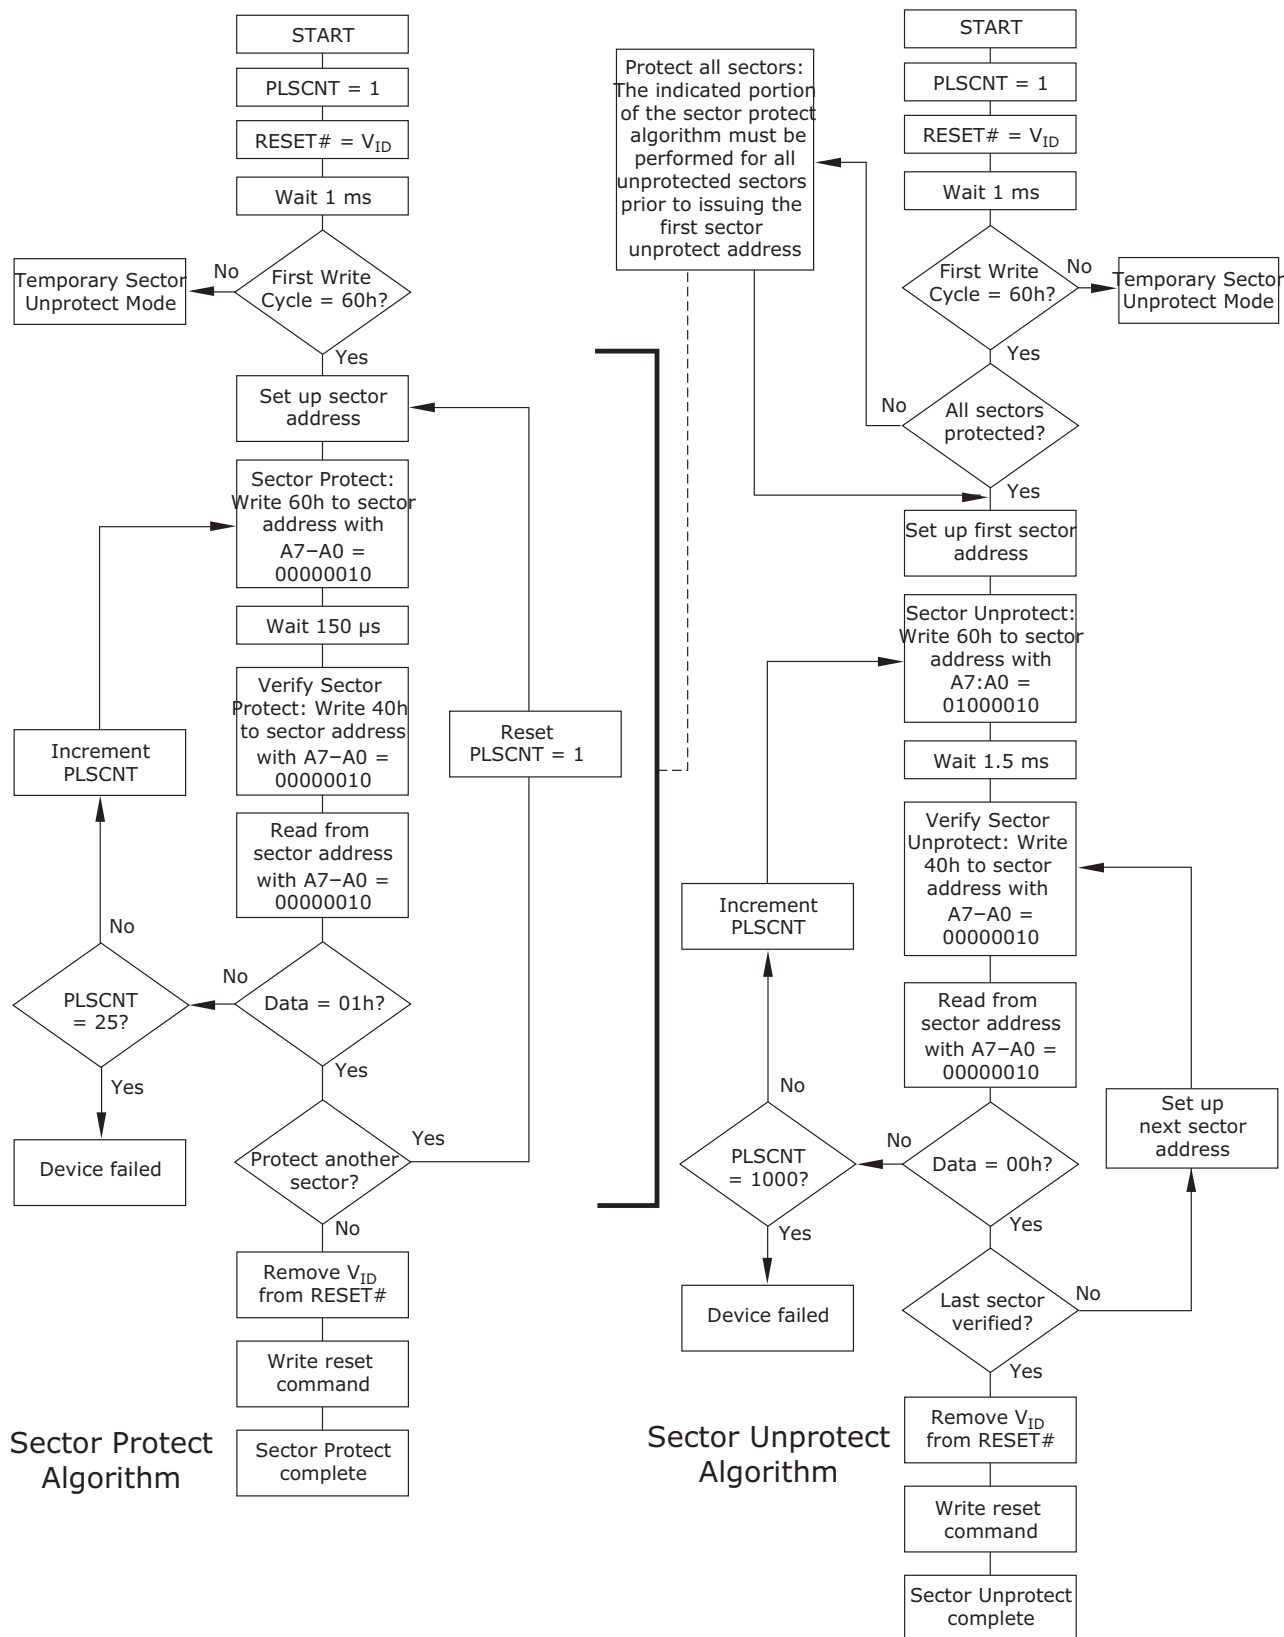 START
PLSCNT = 1
RESET# = VID
Wait 1 ms
First Write
Cycle = 60h?
No
Temporary Sector
Unprotect Mode
Yes
Set up sector
address
Sector Protect:
Write 60h to sector
address with
A7–A0 =
00000010
Wait 150 µs
Verify Sector
Protect: Write 40h
to sector address
with A7–A0 =
00000010
Reset
PLSCNT = 1
Increment
PLSCNT
Read from
sector address
with A7–A0 =
00000010
No
No
PLSCNT
= 25?
Data = 01h?
Yes
Yes
Device failed
Protect another
sector?
Yes
No
Remove VID
from RESET#
Write reset
command
Sector Protect
complete
Sector Protect
Algorithm
Protect all sectors:
The indicated portion
of the sector protect
algorithm must be
performed for all
unprotected sectors
prior to issuing the
first sector
unprotect address
START
PLSCNT = 1
RESET# = VID
Wait 1 ms
First Write
Cycle = 60h?
No
Temporary Sector
Unprotect Mode
Yes
All sectors
protected?
No
Yes
Set up first sector
address
Sector Unprotect:
Write 60h to sector
address with
A7:A0 =
01000010
Wait 1.5 ms
Verify Sector
Unprotect: Write
40h to sector
address with
A7–A0 =
00000010
Increment
PLSCNT
Read from
sector address
with A7–A0 =
00000010
No
No
PLSCNT
= 1000?
Data = 00h?
Set up
next sector
address
Yes
Yes
Device failed
Last sector
verified?
No
Yes
Remove VID
from RESET#
Write reset
command
Sector Unprotect
complete
Sector Unprotect
Algorithm